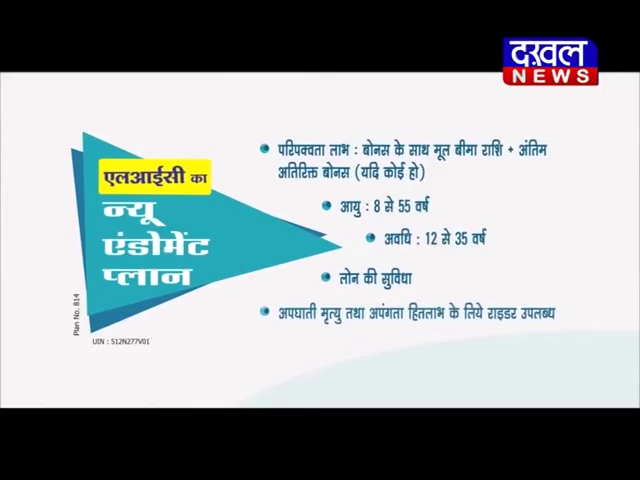 दख़ल
NEWS
एलआईसी का
न्यू
एंडोमेंट
प्लान
Plan No. 814
UIN : 512N277V01
परिपक्वता लाभ : बोनस के साथ मूल बीमा राशि + अंतिम
अतिरिक्त बोनस (यदि कोई हो)
आयु : 8 से 55 वर्ष
अवधि : 12 से 35 वर्ष
लोन की सुविधा
अपघाती मृत्यु तथा अपंगता हितलाभ के लिये राइडर उपलब्ध